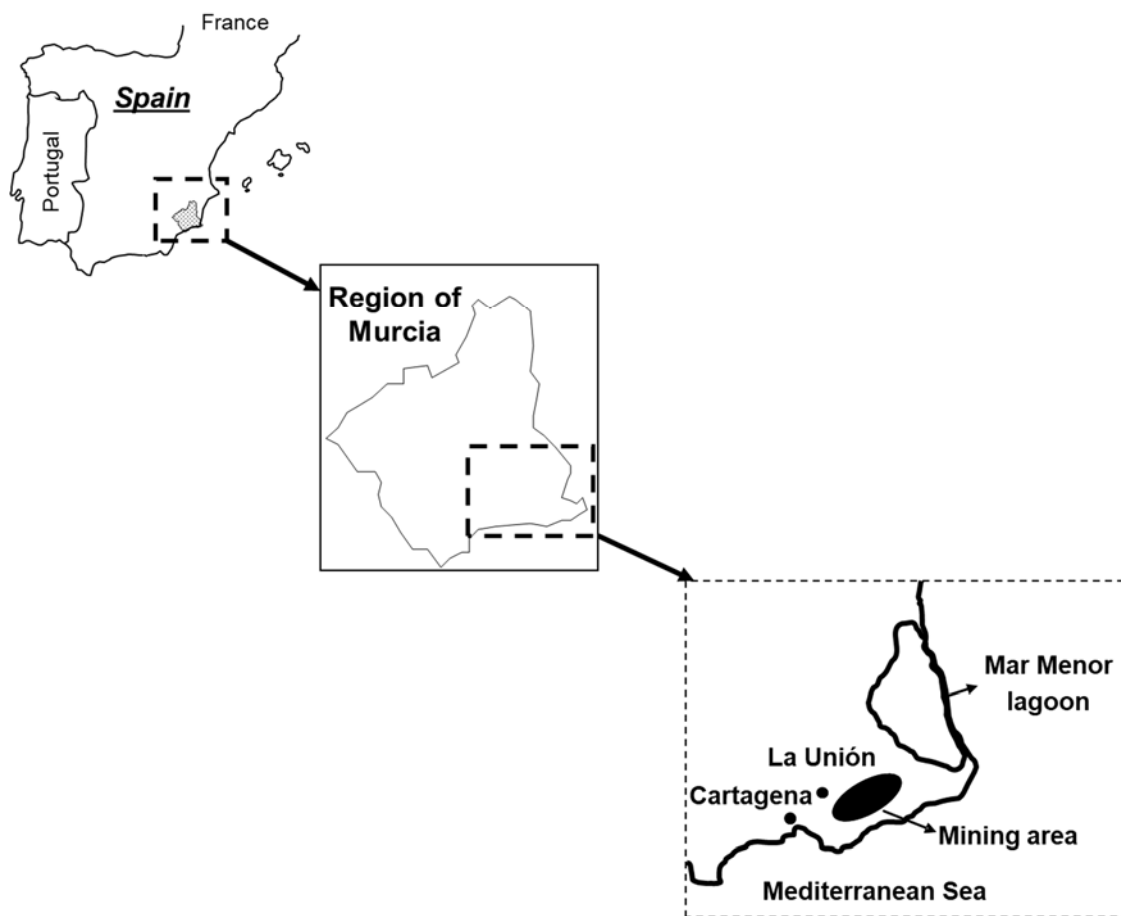 France
Spain
Portugal
Region of
Murcia
Mar Menor
lagoon
La Unión
Cartagena
Mining area
Mediterranean Sea